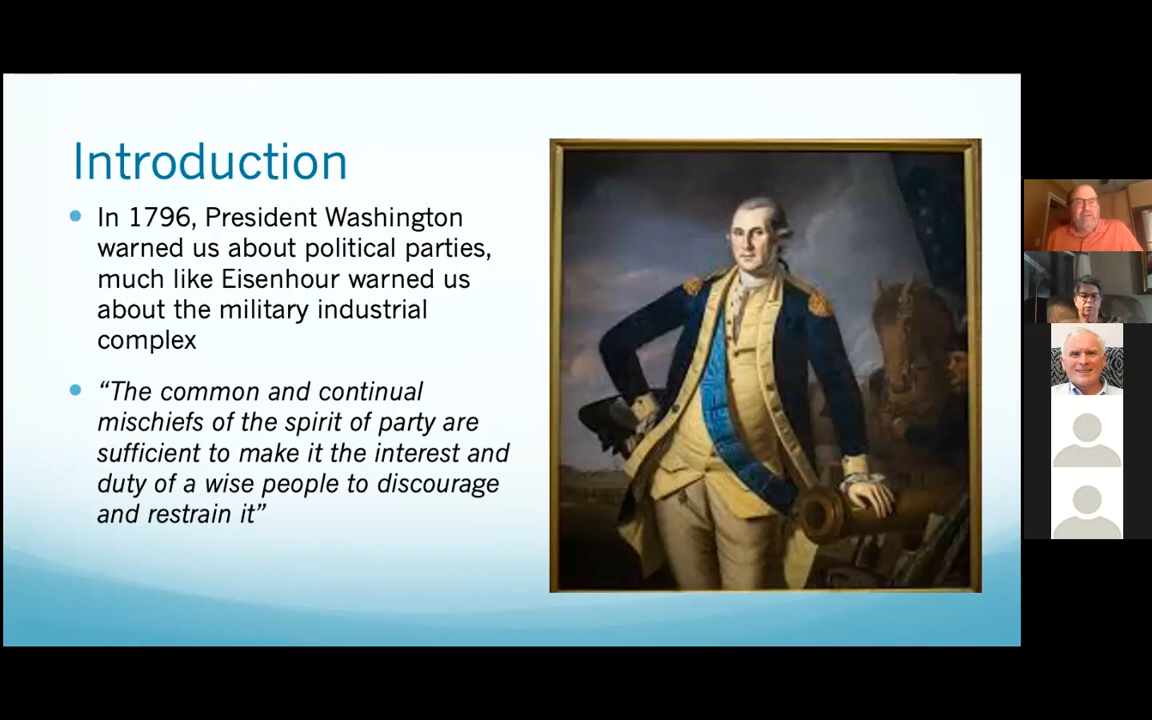 Introduction
In 1796, President Washington
warned us about political parties,
much like Eisenhour warned us
about the military industrial
complex
“The common and continual
mischiefs of the spirit of party are
sufficient to make it the interest and
duty of a wise people to discourage
and restrain it”